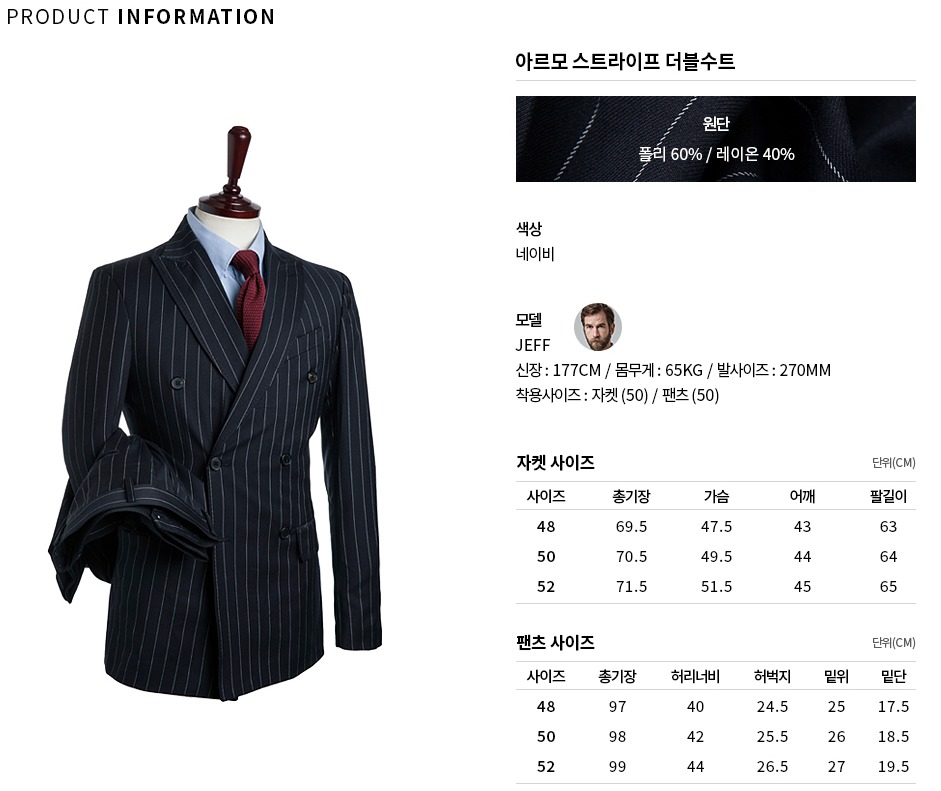 PRODUCT INFORMATION
아르모 스트라이프 더블수트
원단
폴리 60% / 레이온 40%
색상
네이비
모델
JEFF
신장 : 177CM / 몸무게 : 65KG / 발사이즈 : 270MM
착용사이즈 : 자켓 (50) / 팬츠 (50)
자켓 사이즈 단위(CM)
사이즈 총기장 가슴 어깨 팔길이
48 69.5 47.5 43 63
50 70.5 49.5 44 64
52 71.5 51.5 45 65
팬츠 사이즈 단위(CM)
사이즈 총기장 허리너비 허벅지 밑위 밑단
48 97 40 24.5 25 17.5
50 98 42 25.5 26 18.5
52 99 44 26.5 27 19.5